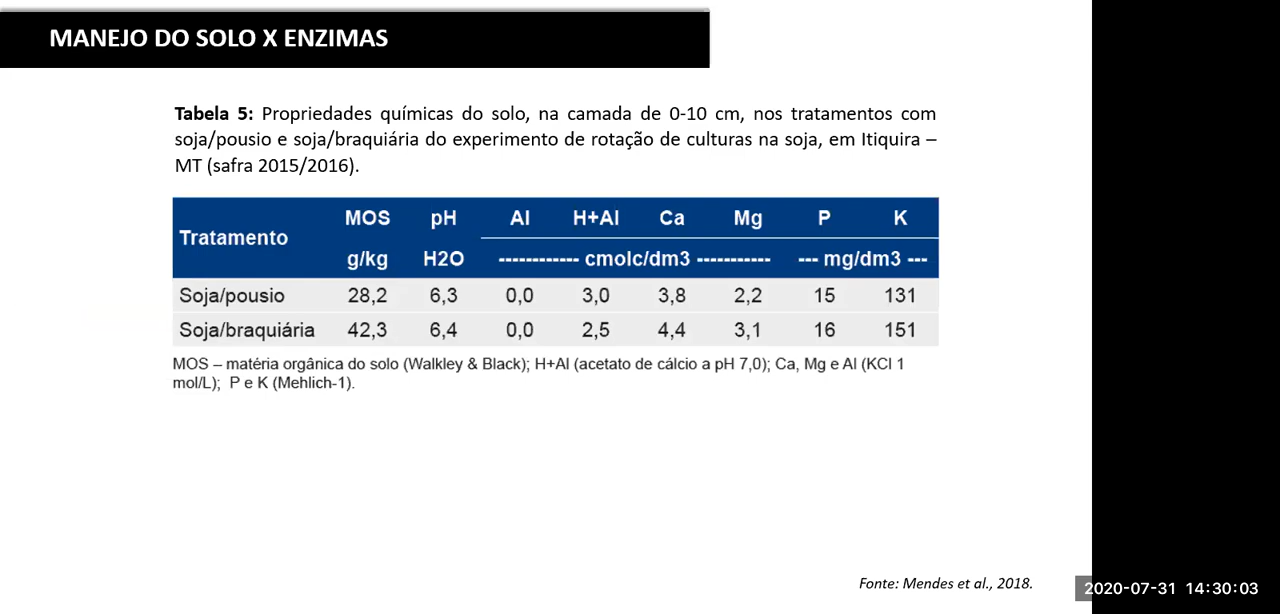 MANEJO DO SOLO X ENZIMAS
Tabela 5: Propriedades químicas do solo, na camada de 0-10 cm, nos tratamentos com
soja/pousio e soja/braquiária do experimento de rotação de culturas na soja, em Itiquira –
MT (safra 2015/2016).
Tratamento MOS pH Al H+Al Ca Mg P K
g/kg H2O ------------ cmolc/dm3 ----------- --- mg/dm3 ---
Soja/pousio 28,2 6,3 0,0 3,0 3,8 2,2 15 131
Soja/braquiária 42,3 6,4 0,0 2,5 4,4 3,1 16 151
MOS – matéria orgânica do solo (Walkley & Black); H+Al (acetato de cálcio a pH 7,0); Ca, Mg e Al (KCl 1
mol/L); P e K (Mehlich-1).
Fonte: Mendes et al., 2018.
2020-07-31 14:30:03